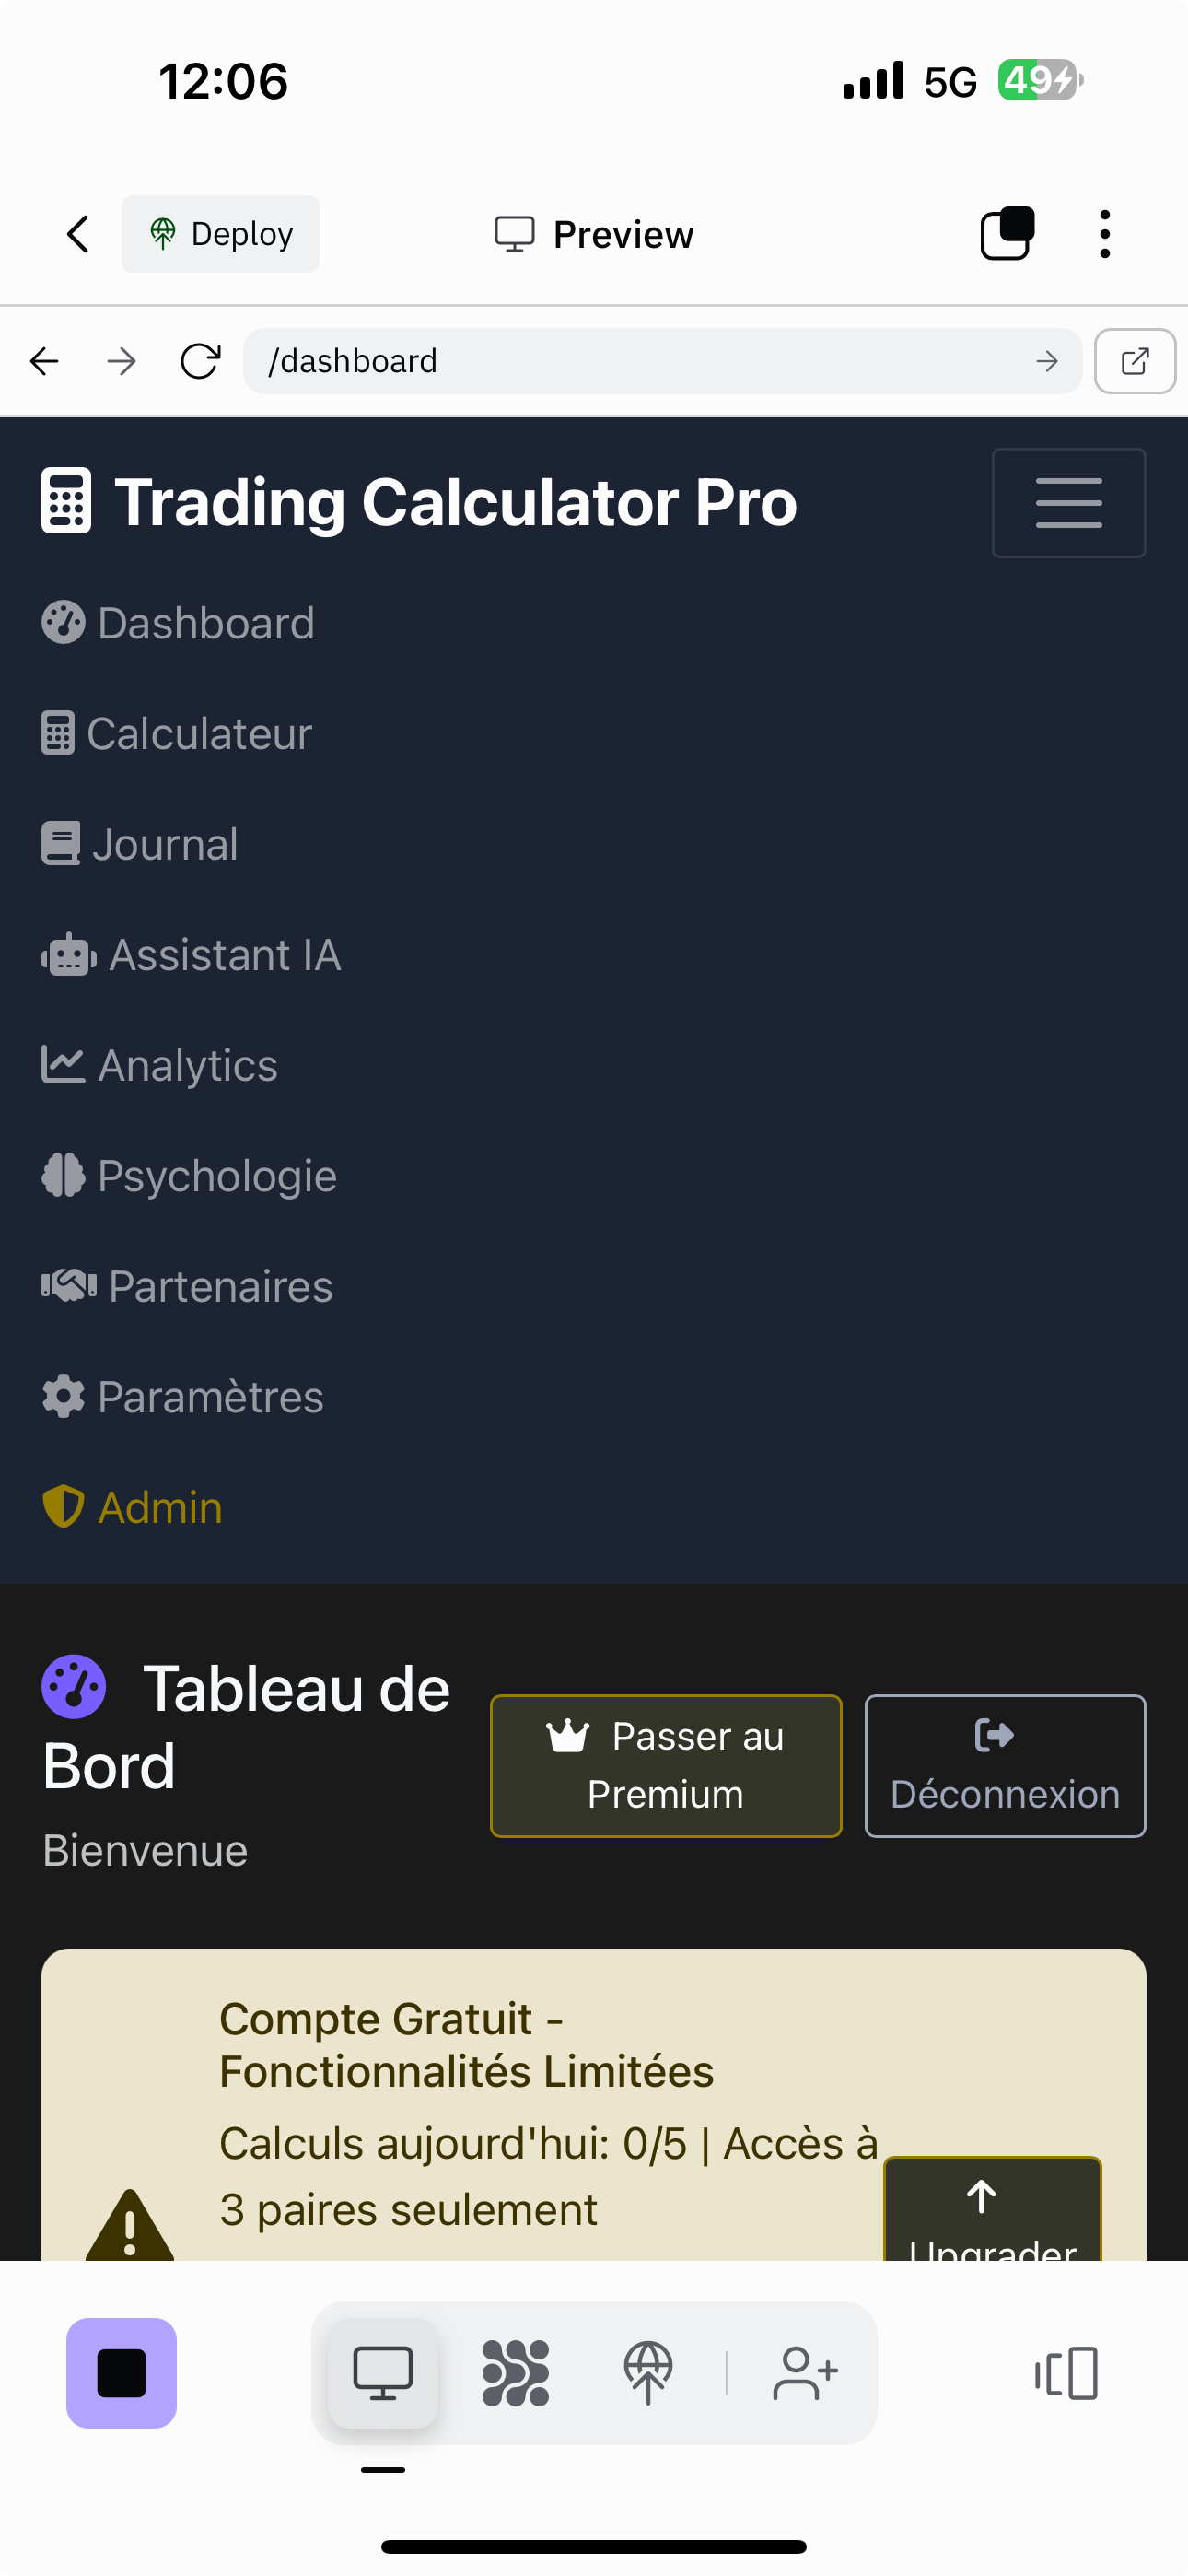 12:06
5G
49
Deploy
Preview
/dashboard
Trading Calculator Pro
Dashboard
Calculateur
Journal
Assistant IA
Analytics
Psychologie
Partenaires
Paramètres
Admin
Tableau de
Bord
Bienvenue
Passer au
Premium
Déconnexion
Compte Gratuit -
Fonctionnalités Limitées
Calculs aujourd'hui: 0/5 | Accès à
3 paires seulement
Upgrader